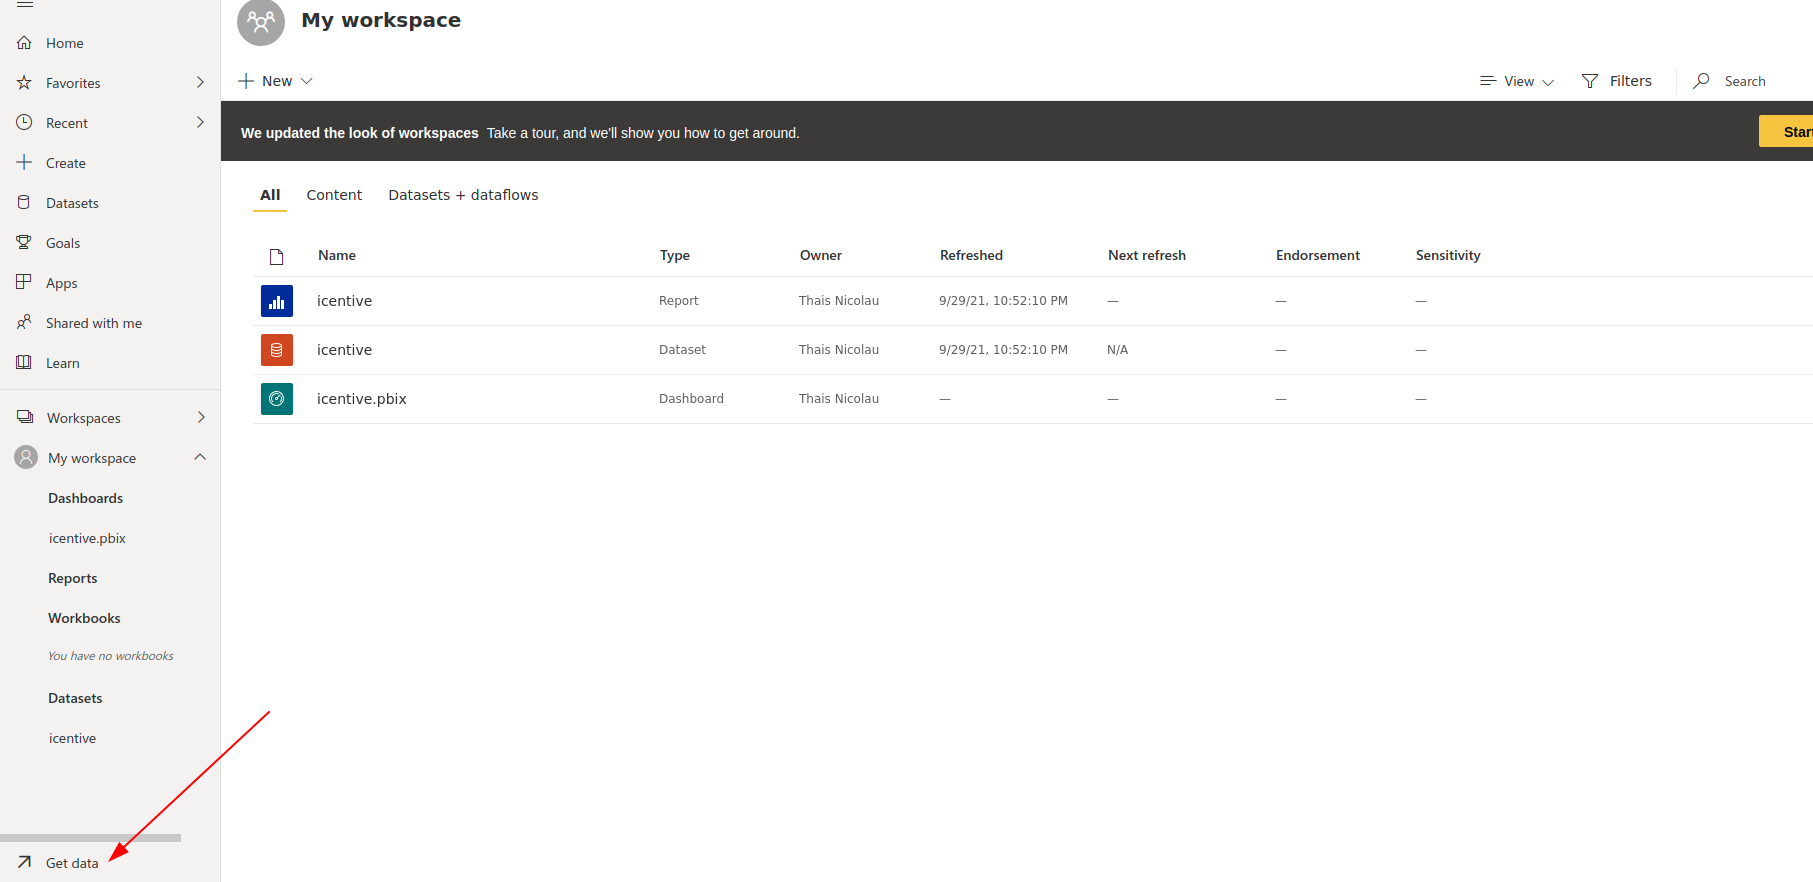 My workspace
Home
Favorites
Recent
Create
Datasets
Goals
Apps
Shared with me
Learn
Workspaces
My workspace
Dashboards
icentive.pbix
Reports
Workbooks
You have no workbooks
Datasets
icentive
Get data
New View Filters Search
We updated the look of workspaces Take a tour, and we'll show you how to get around. Start
All Content Datasets + dataflows
Name Type Owner Refreshed Next refresh Endorsement Sensitivity
icentive Report Thais Nicolau 9/29/21, 10:52:10 PM — — —
icentive Dataset Thais Nicolau 9/29/21, 10:52:10 PM N/A — —
icentive.pbix Dashboard Thais Nicolau — — — —